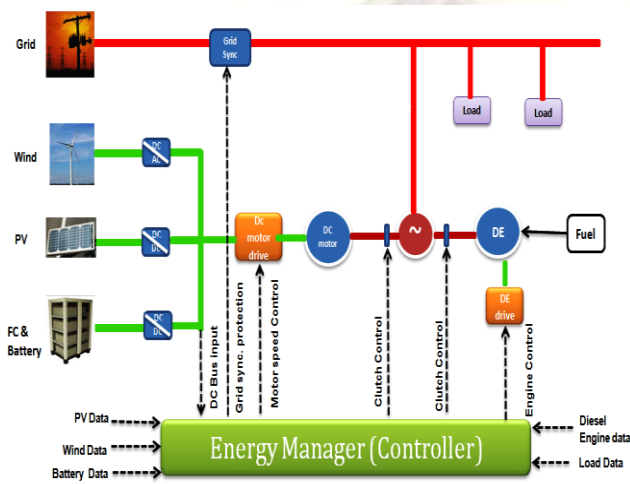 Grid
Grid
Sync
Load
Load
Wind
DC
AC
PV
DC
DC
Dc
motor
drive
DC
motor
~
DE
Fuel
FC &
Battery
DC
DC
DE
drive
DC Bus input
Grid sync. protection
Motor speed Control
Clutch Control
Clutch Control
Engine Control
PV Data
Wind Data
Battery Data
Energy Manager (Controller)
Diesel
Engine data
Load Data